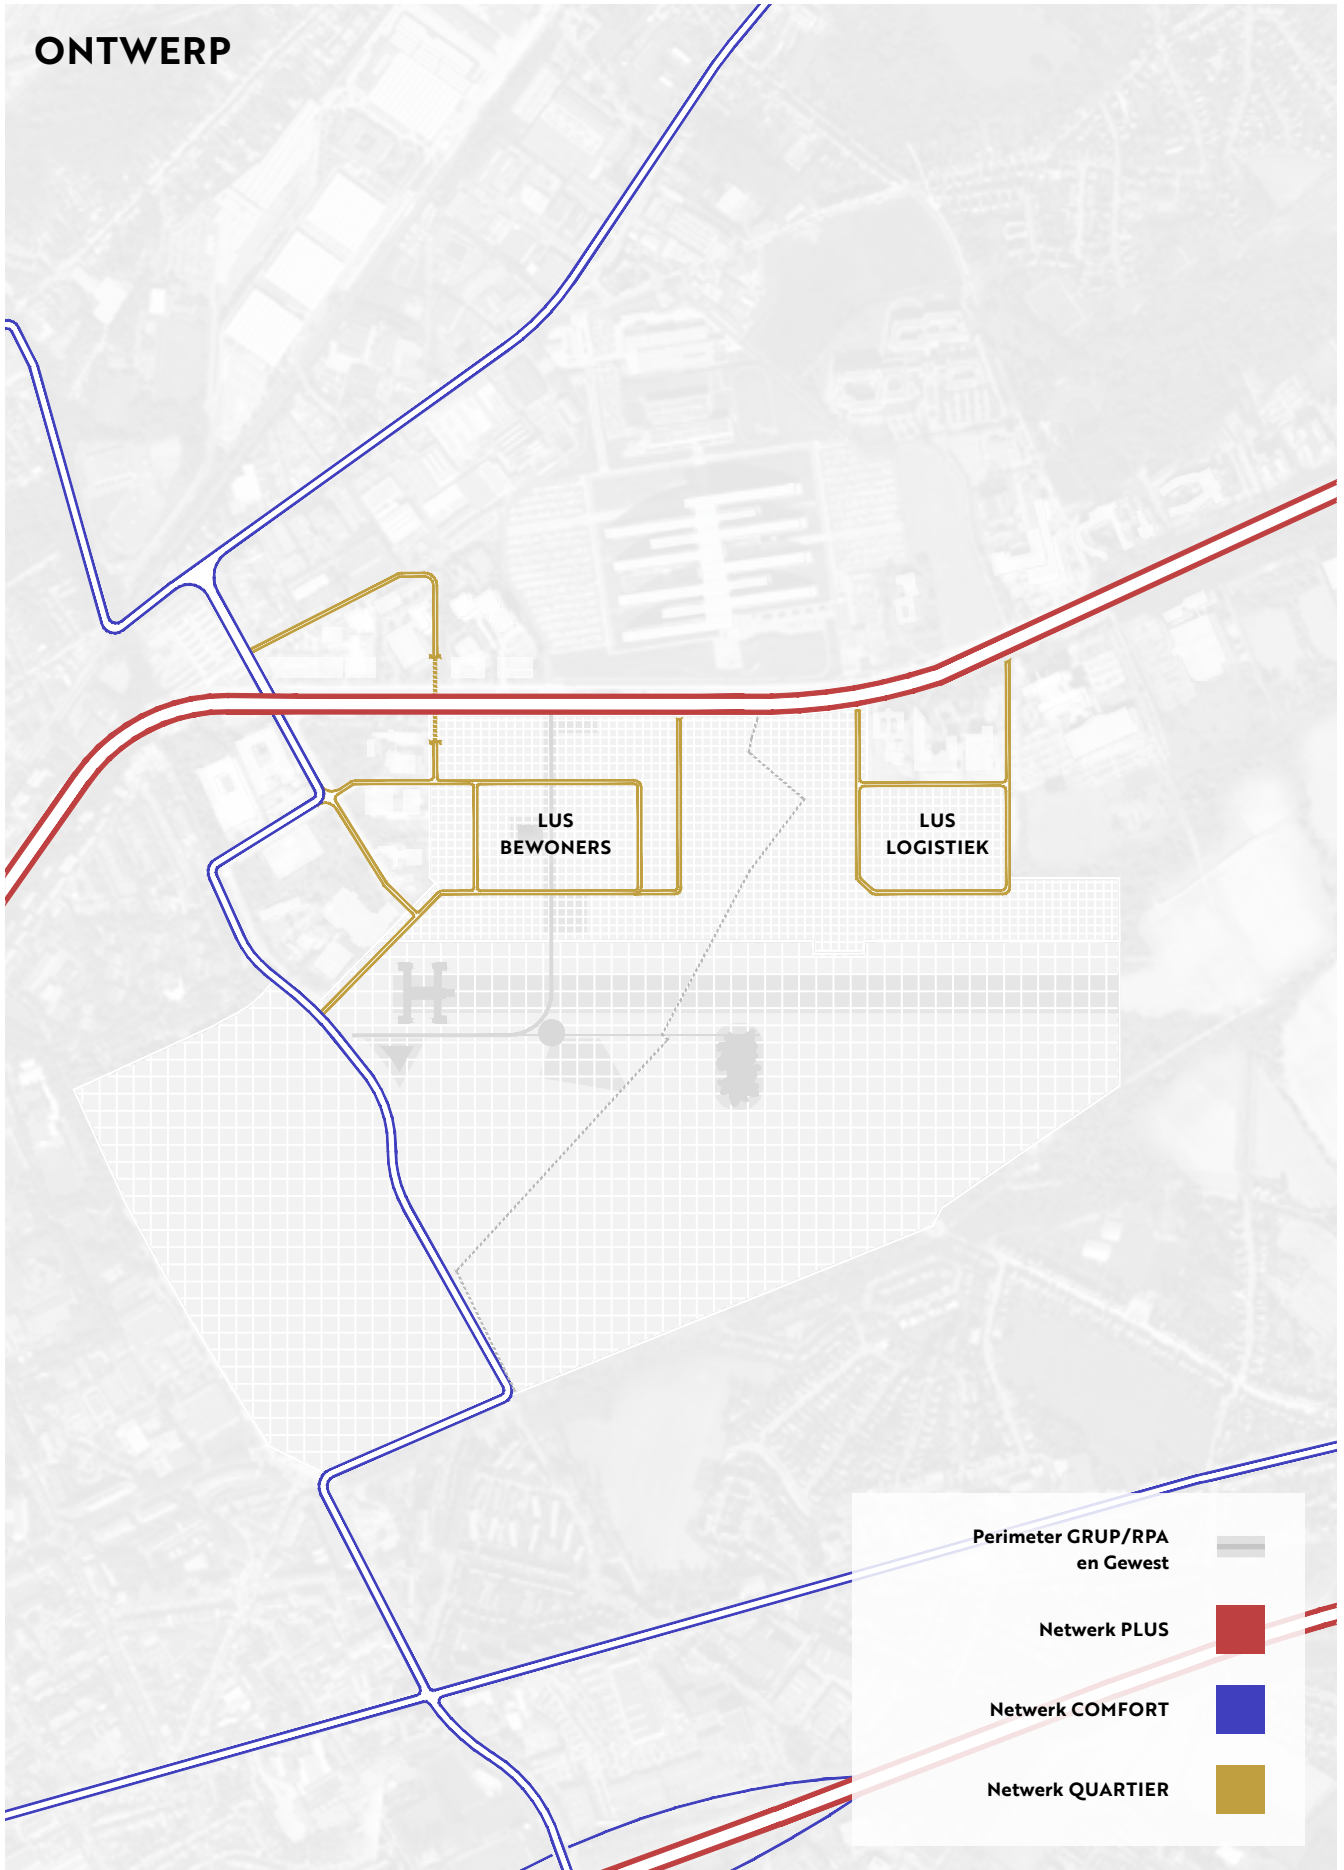 ONTWERP
LUS
BEWONERS
LUS
LOGISTIEK
Perimeter GRUP/RPA
en Gewest
Netwerk PLUS
Netwerk COMFORT
Netwerk QUARTIER